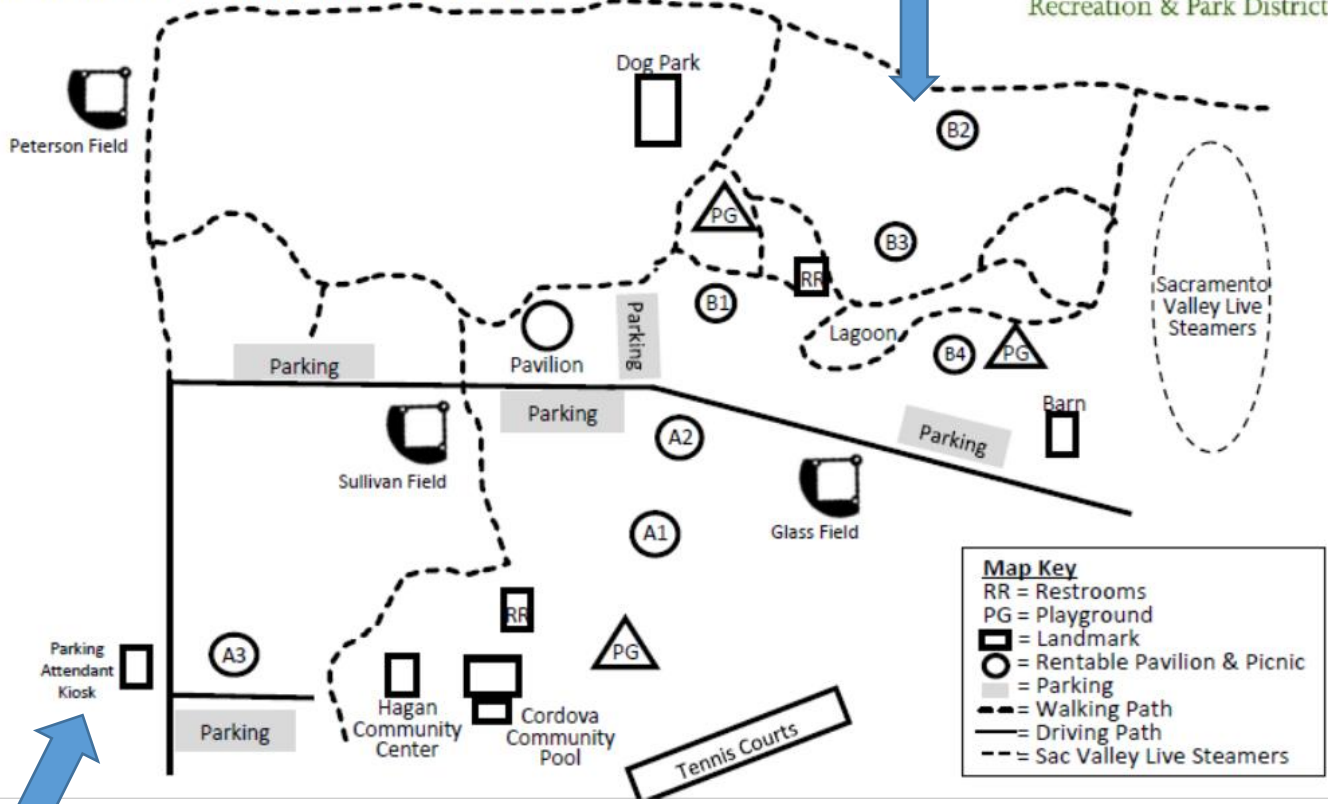 Recreation & Park District
Dog Park
Peterson Field
B2
PG
B3
RR
B1
Sacramento
Valley Live
Steamers
Parking
Lagoon
B4
PG
Parking
Pavilion
Parking
Barn
A2
Parking
Sullivan Field
Glass Field
A1
RR
PG
Parking
Attendant
Kiosk
A3
Hagan
Community
Center
Cordova
Community
Pool
Parking
Tennis Courts
Map Key
RR = Restrooms
PG = Playground
= Landmark
= Rentable Pavilion & Picnic
= Parking
= Walking Path
= Driving Path
= Sac Valley Live Steamers